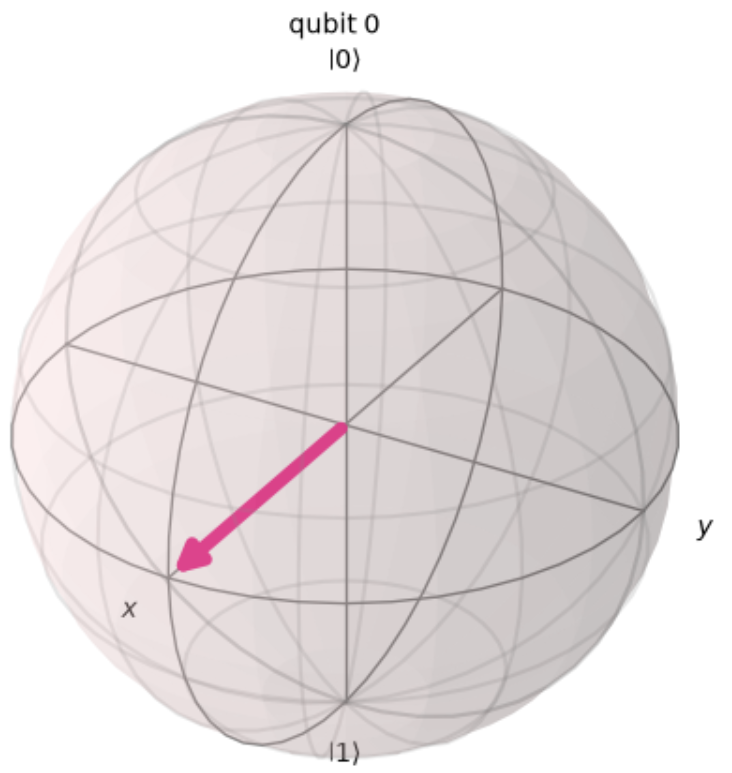 qubit 0
|0⟩
y
x
|1⟩